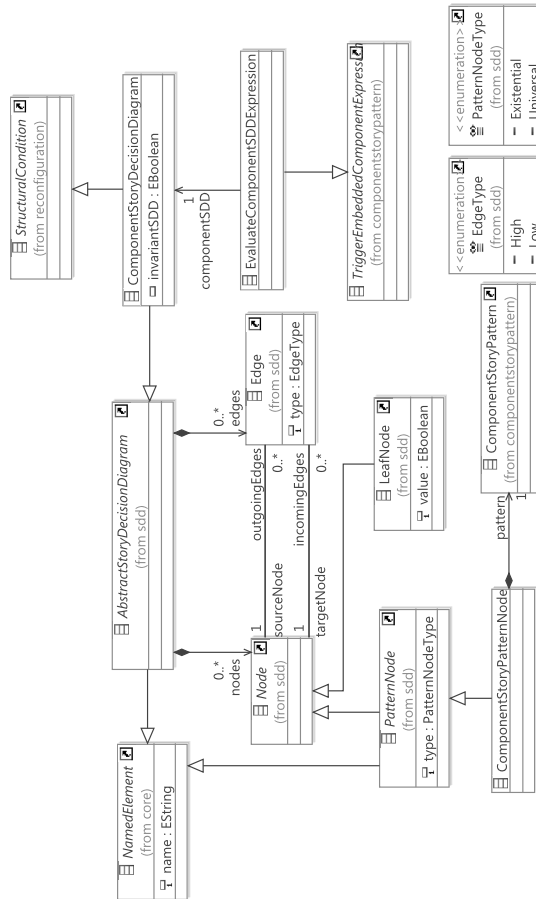 NamedElement
(from core)
name : EString
AbstractStoryDecisionDiagram
(from sdd)
ComponentStoryDecisionDiagram
invariantSDD : EBoolean
StructuralCondition
(from reconfiguration)
0..*
nodes
0..*
edges
1
componentSDD
Node
(from sdd)
1
sourceNode
outgoingEdges
0..*
1
targetNode
incomingEdges
0..*
Edge
(from sdd)
type : EdgeType
EvaluateComponentSDDExpression
TriggerEmbeddedComponentExpression
(from componentstorypattern)
PatternNode
(from sdd)
type : PatternNodeType
LeafNode
(from sdd)
value : EBoolean
ComponentStoryPatternNode
pattern
1
ComponentStoryPattern
(from componentstorypattern)
<<enumeration>>
EdgeType
(from sdd)
High
Low
<<enumeration>>
PatternNodeType
(from sdd)
Existential
Universal